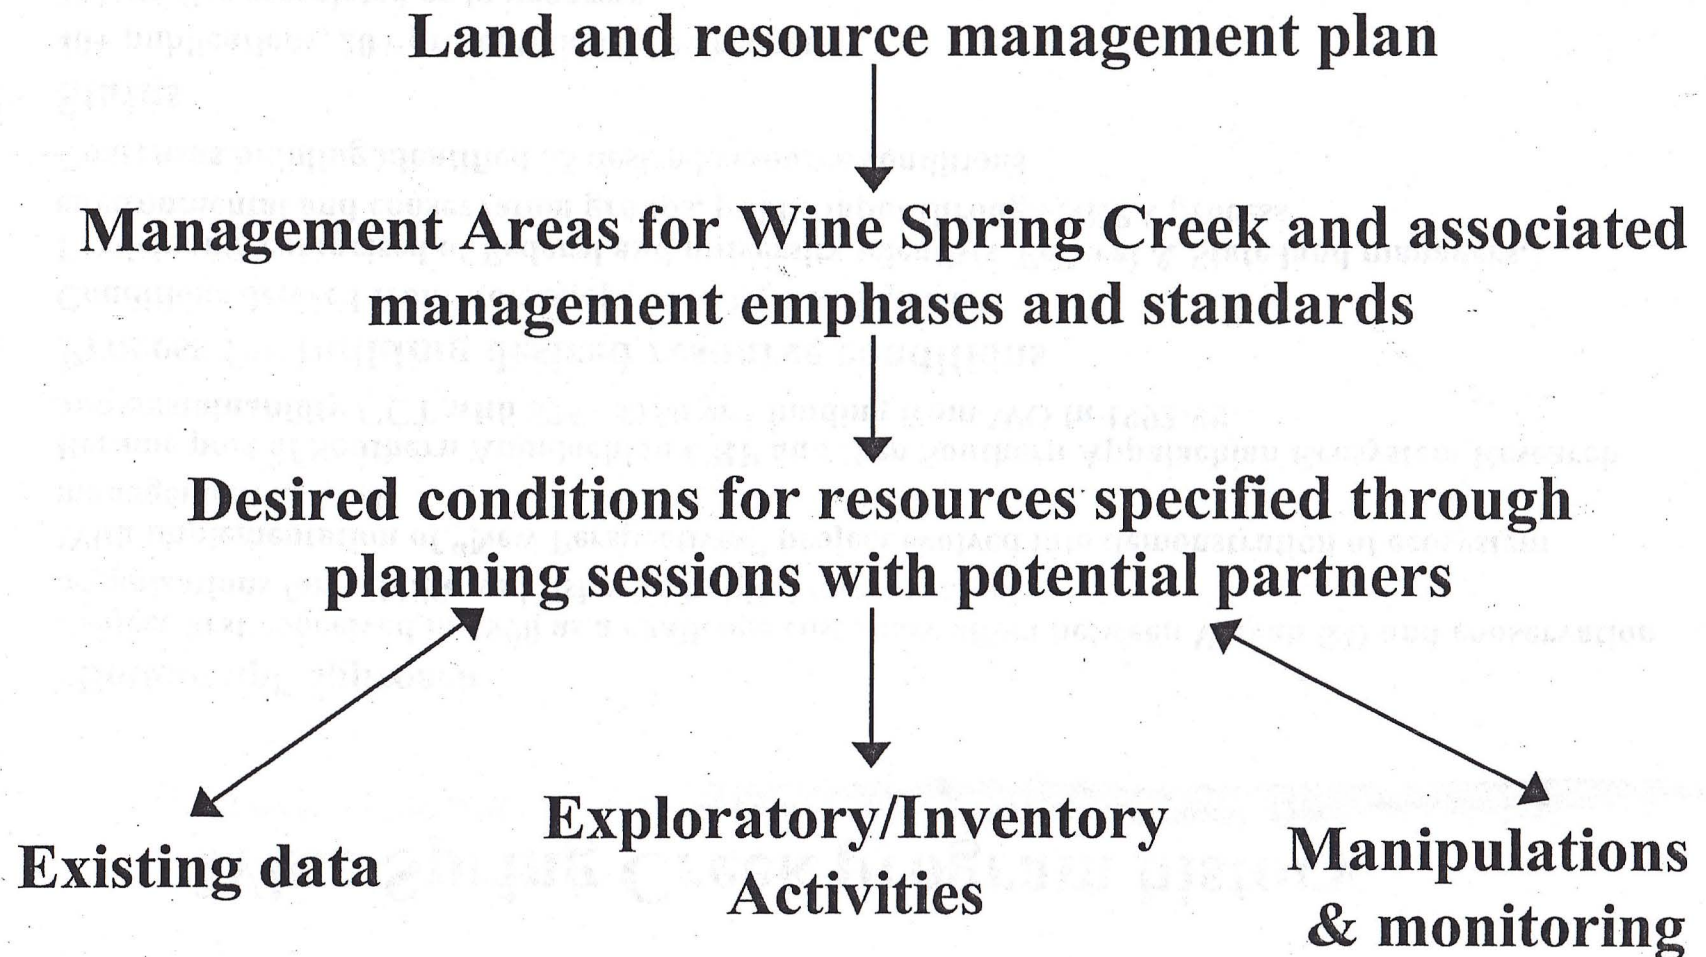 Land and resource management plan
Management Areas for Wine Spring Creek and associated
management emphases and standards
Desired conditions for resources specified through
planning sessions with potential partners
Existing data
Exploratory/Inventory
Activities
Manipulations
& monitoring